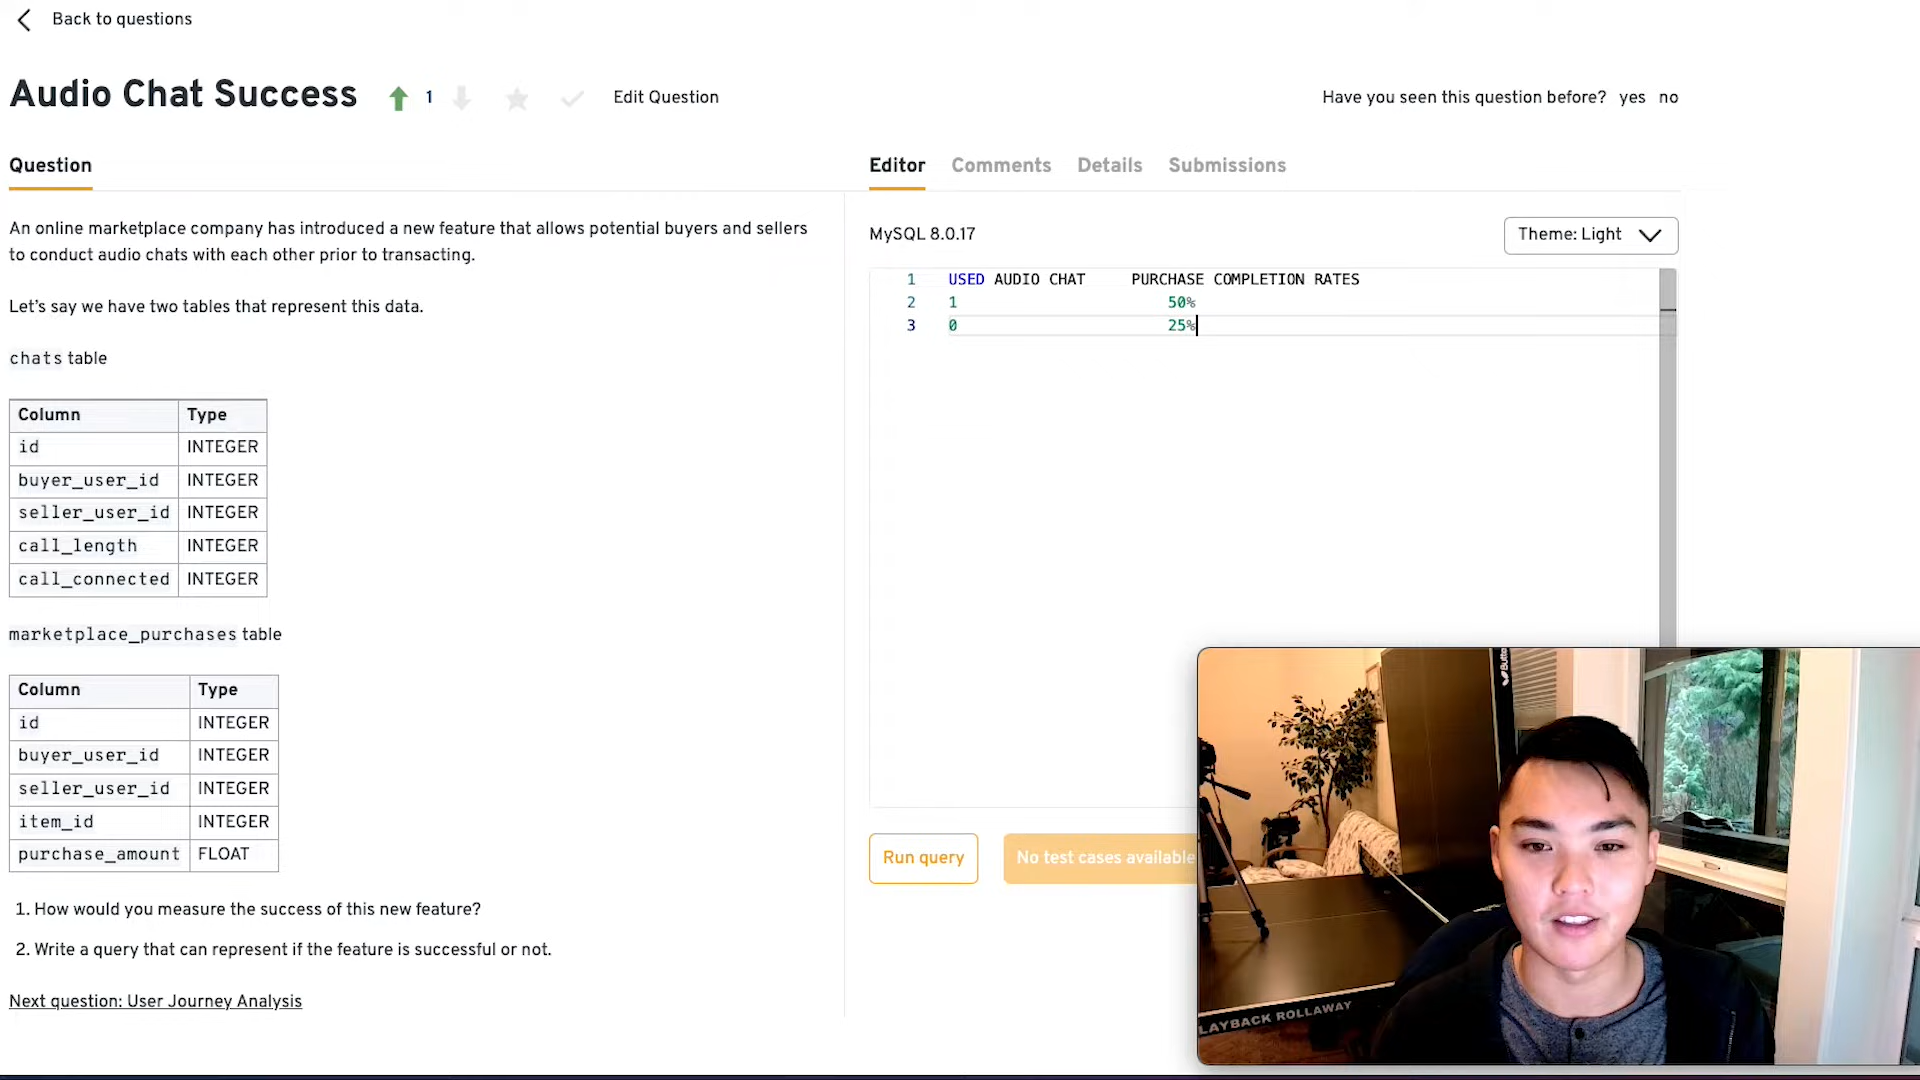 Back to questions
Audio Chat Success
1
Edit Question
Have you seen this question before? yes no
Question
Editor Comments Details Submissions
An online marketplace company has introduced a new feature that allows potential buyers and sellers
to conduct audio chats with each other prior to transacting.
Let's say we have two tables that represent this data.
chats table
Column Type
id INTEGER
buyer_user_id INTEGER
seller_user_id INTEGER
call_length INTEGER
call_connected INTEGER
marketplace_purchases table
Column Type
id INTEGER
buyer_user_id INTEGER
seller_user_id INTEGER
item_id INTEGER
purchase_amount FLOAT
1. How would you measure the success of this new feature?
2. Write a query that can represent if the feature is successful or not.
Next question: User Journey Analysis
MySQL 8.0.17
Theme: Light
1 USED AUDIO CHAT PURCHASE COMPLETION RATES
2 1 50%
3 0 25%
Run query
No test cases available
LAYBACK ROLLAWAY